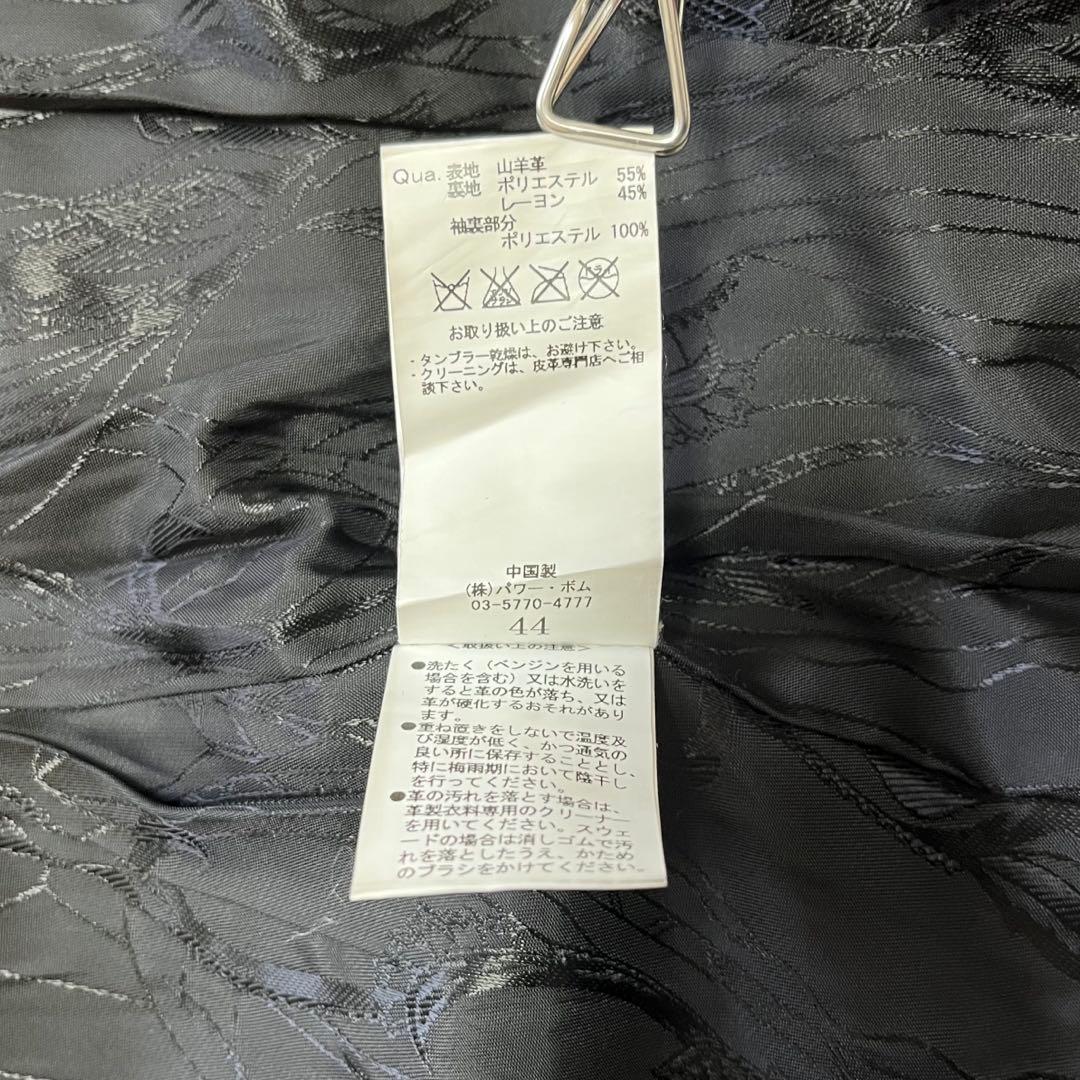 Qua. 表地 山羊革
裏地 ポリエステル 55%
レーヨン 45%
袖裏部分
ポリエステル 100%
エンソ
ドライ
お取り扱い上のご注意
・タンブラー乾燥は、お避け下さい。
・クリーニングは、皮革専門店へご相
談下さい。
中国製
(株)パワー・ボム
03-5770-4777
44
<取扱い上の注意>
●洗たく(ベンジンを用いる
場合を含む)又は水洗いを
すると革の色が落ち、又は
革が硬化するおそれがあり
ます。
●重ね置きをしないで温度及
び湿度が低く、かつ通気の
良い所に保存することとし、
特に梅雨期において陰干し
を行ってください。
●革の汚れを落とす場合は、
革製衣料専用のクリーナー
を用いてください。スウェ
ードの場合は消しゴムで汚
れを落としたうえ、かため
のブラシをかけてください。